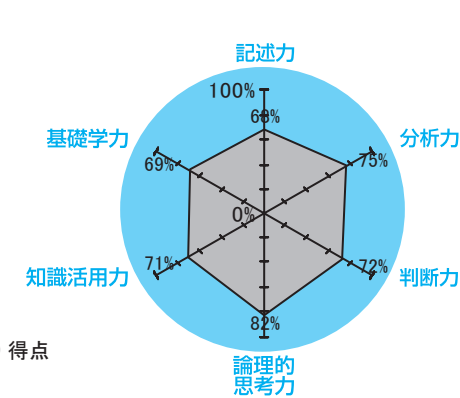 記述力
100%
68%
基礎学力
分析力
69%
75%
0%
71%
72%
知識活用力
判断力
82%
得点
論理的
思考力